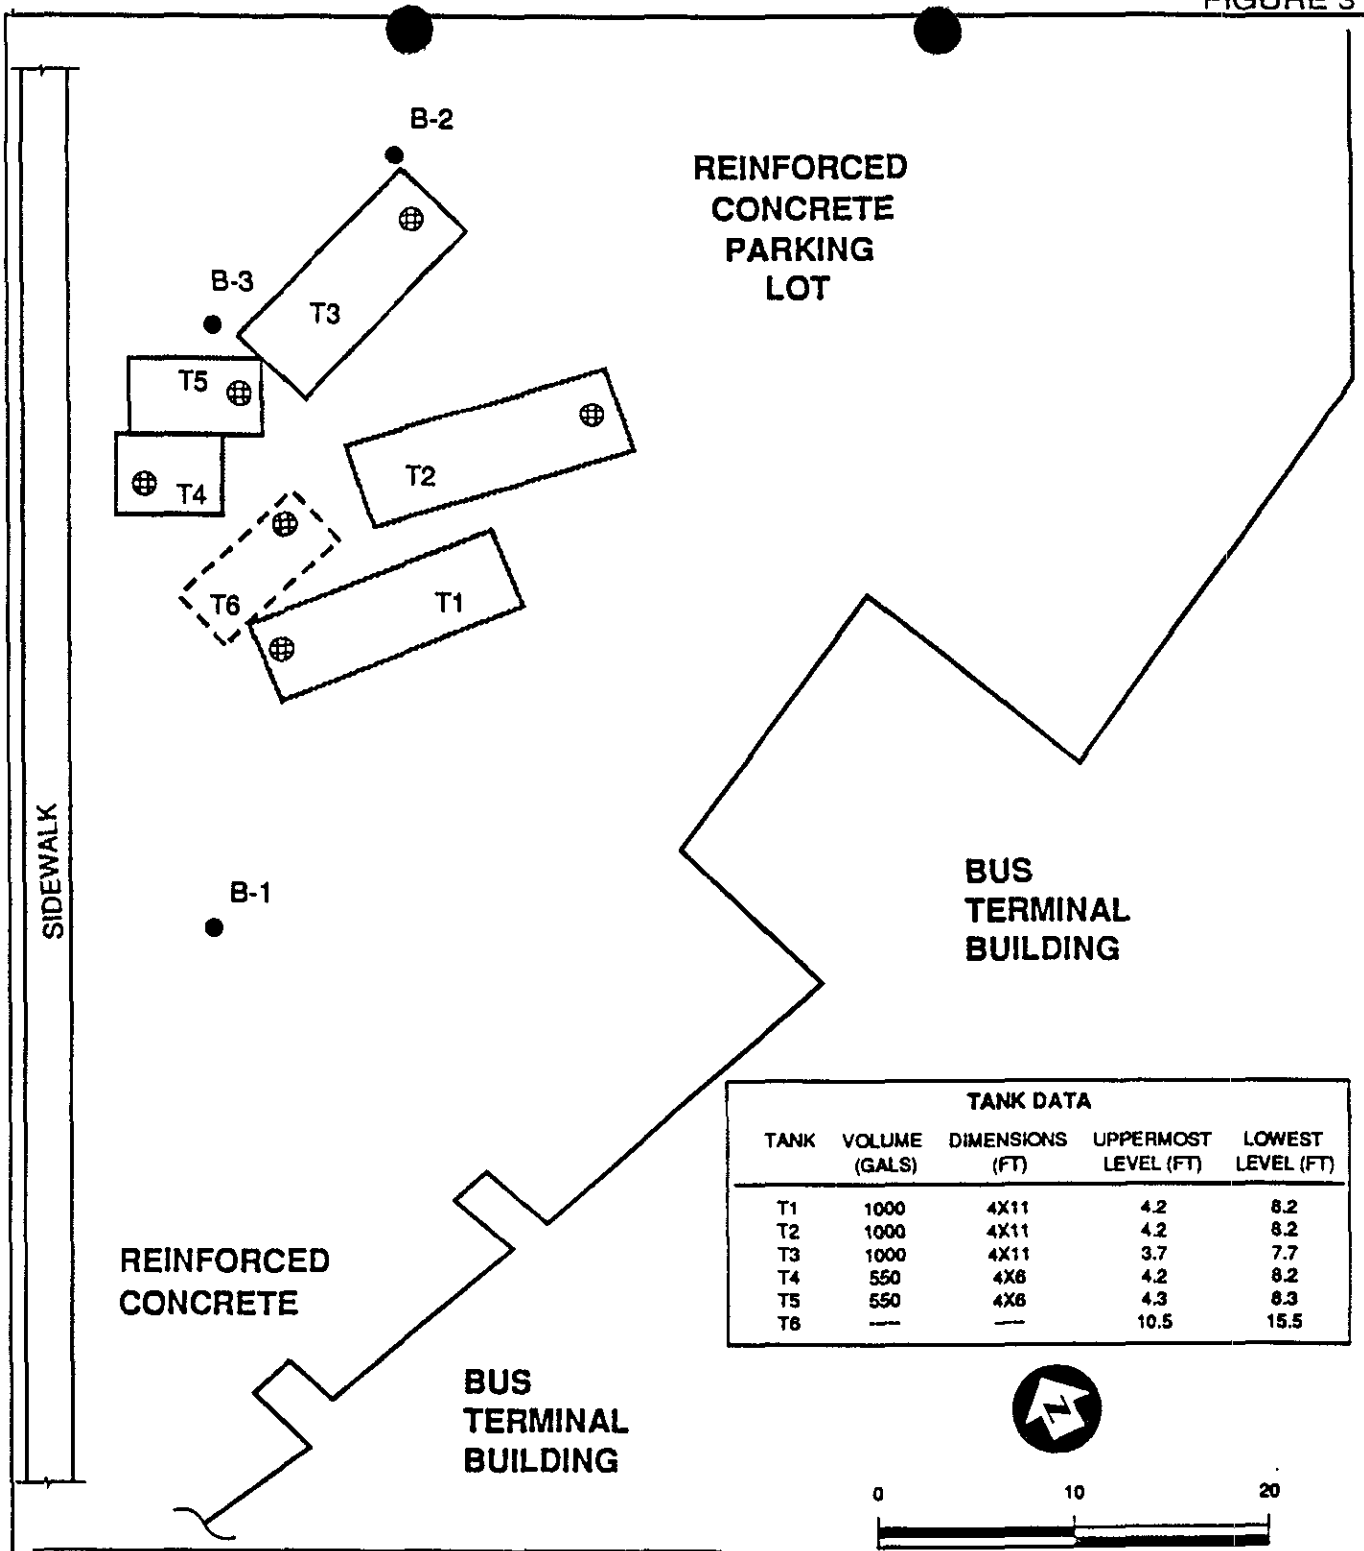 FIGURE 3
B-2
REINFORCED
CONCRETE
PARKING
LOT
B-3
T3
T5
T2
T4
T6
T1
SIDEWALK
B-1
BUS
TERMINAL
BUILDING
TANK DATA
TANK VOLUME (GALS) DIMENSIONS (FT) UPPERMOST LEVEL (FT) LOWEST LEVEL (FT)
T1 1000 4X11 4.2 8.2
T2 1000 4X11 4.2 8.2
T3 1000 4X11 3.7 7.7
T4 550 4X6 4.2 8.2
T5 550 4X6 4.3 8.3
T6 — — 10.5 15.5
REINFORCED
CONCRETE
BUS
TERMINAL
BUILDING
N
0 10 20